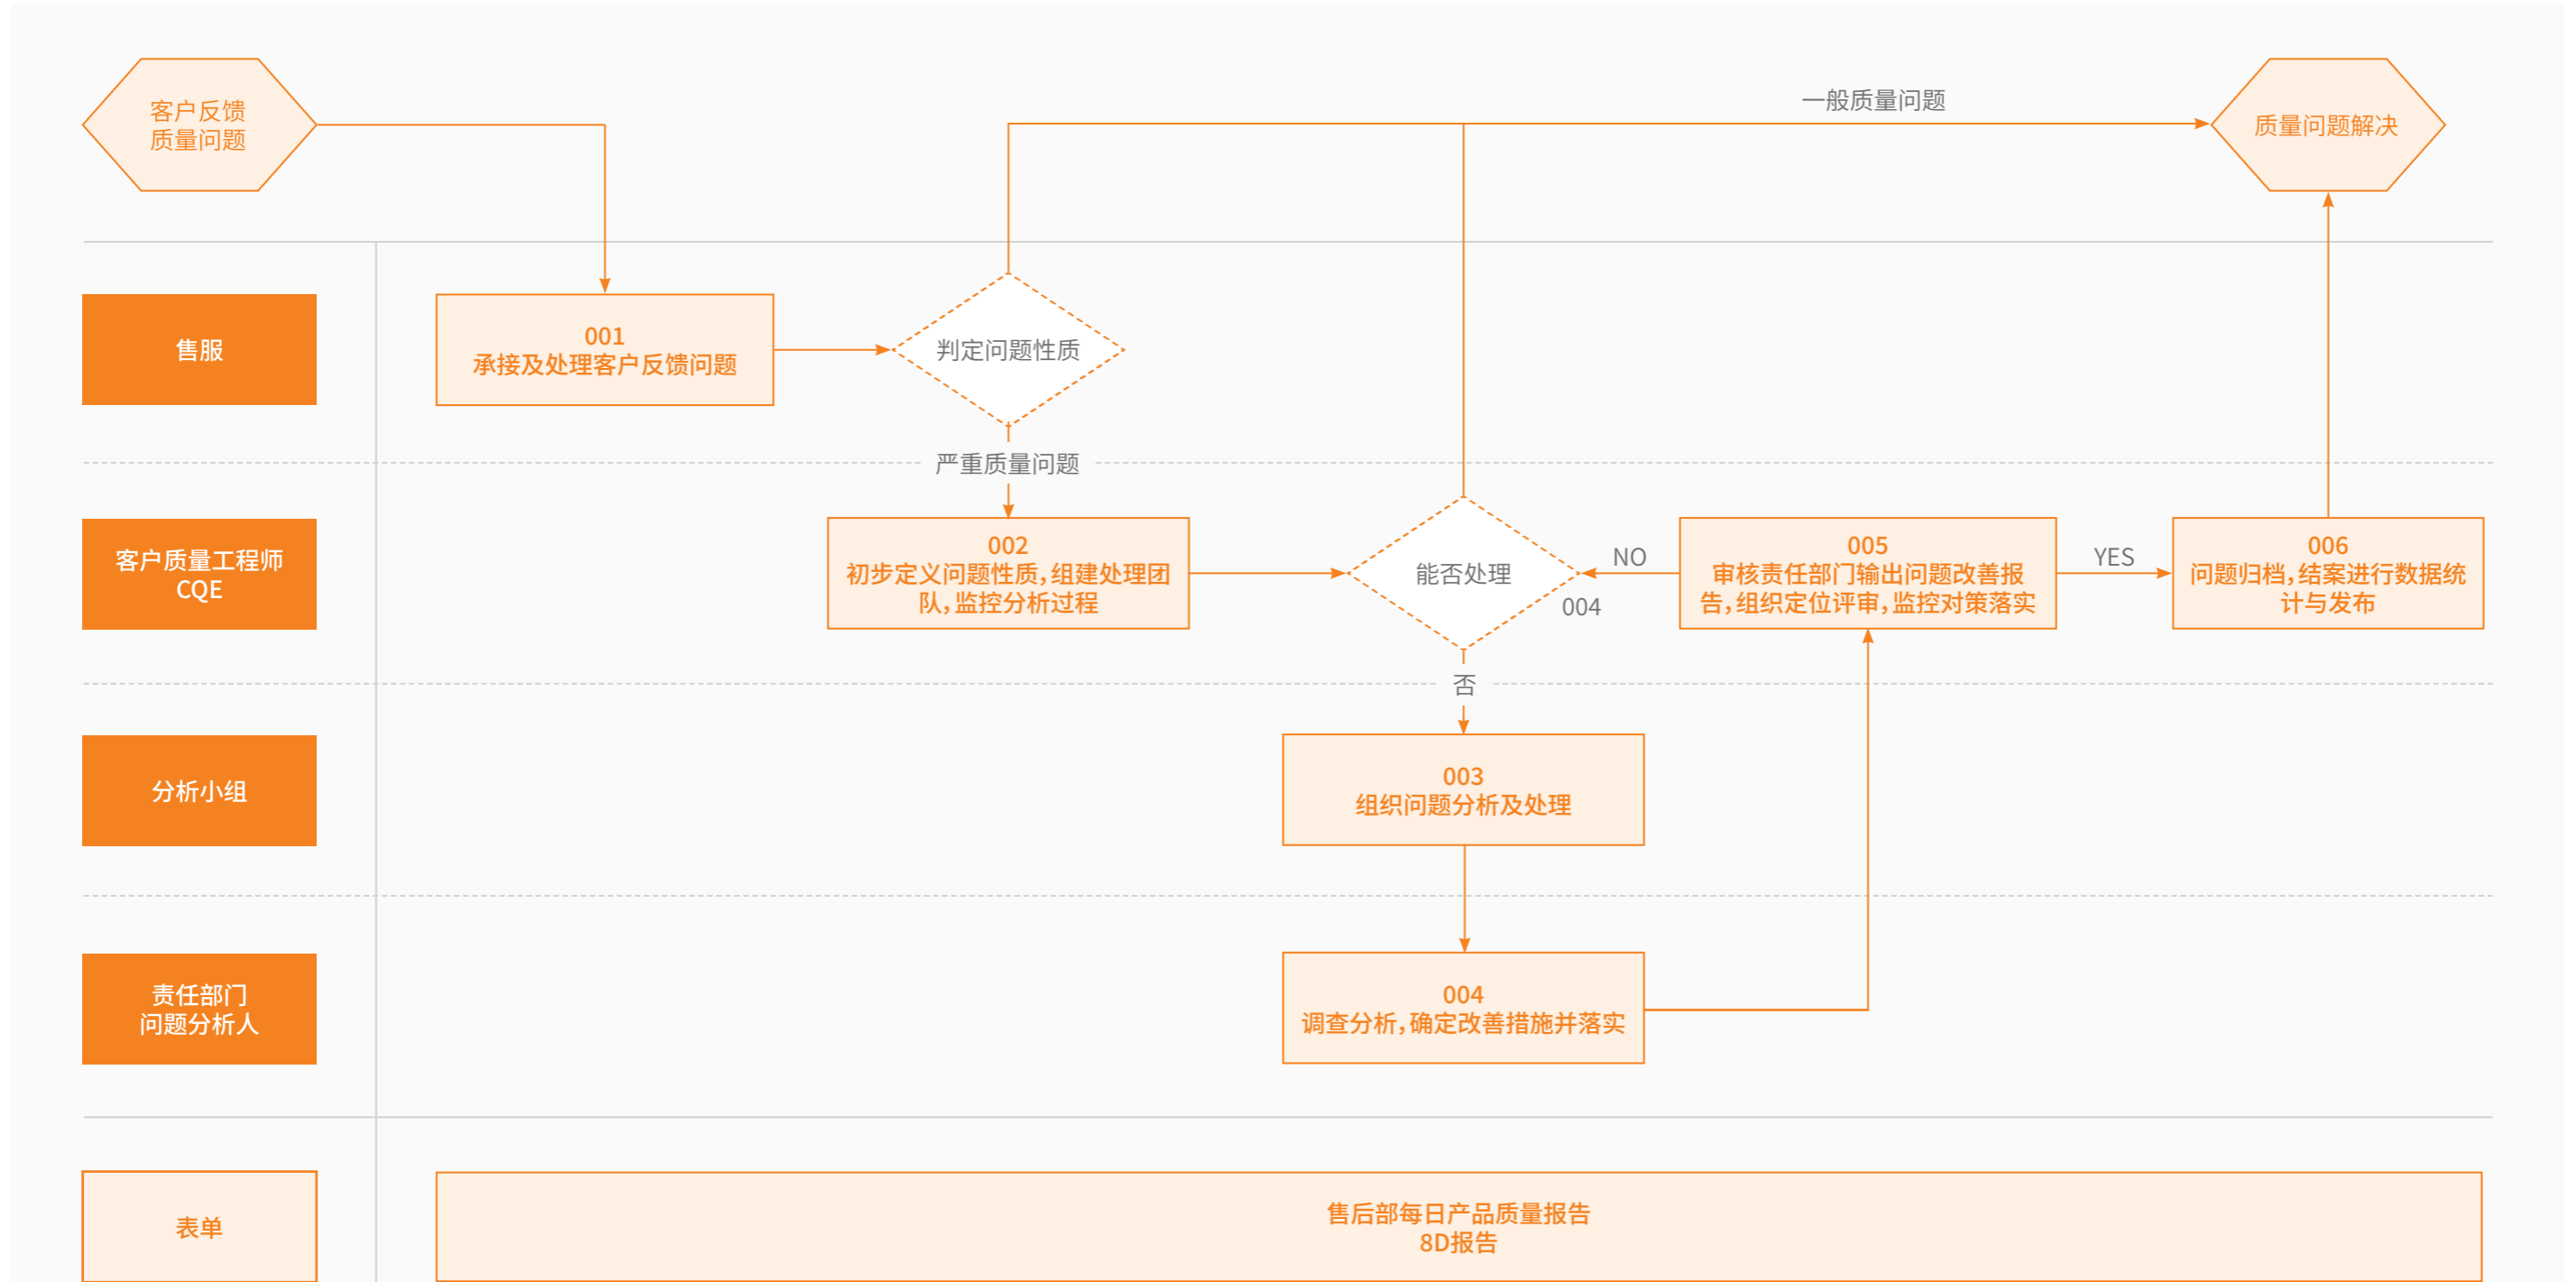 客户反馈
质量问题
一般质量问题
质量问题解决
售服
001
承接及处理客户反馈问题
判定问题性质
严重质量问题
客户质量工程师
CQE
002
初步定义问题性质,组建处理团
队,监控分析过程
能否处理
NO
004
005
审核责任部门输出问题改善报
告,组织定位评审,监控对策落实
YES
006
问题归档,结案进行数据统
计与发布
否
分析小组
003
组织问题分析及处理
责任部门
问题分析人
004
调查分析,确定改善措施并落实
表单
售后部每日产品质量报告
8D报告